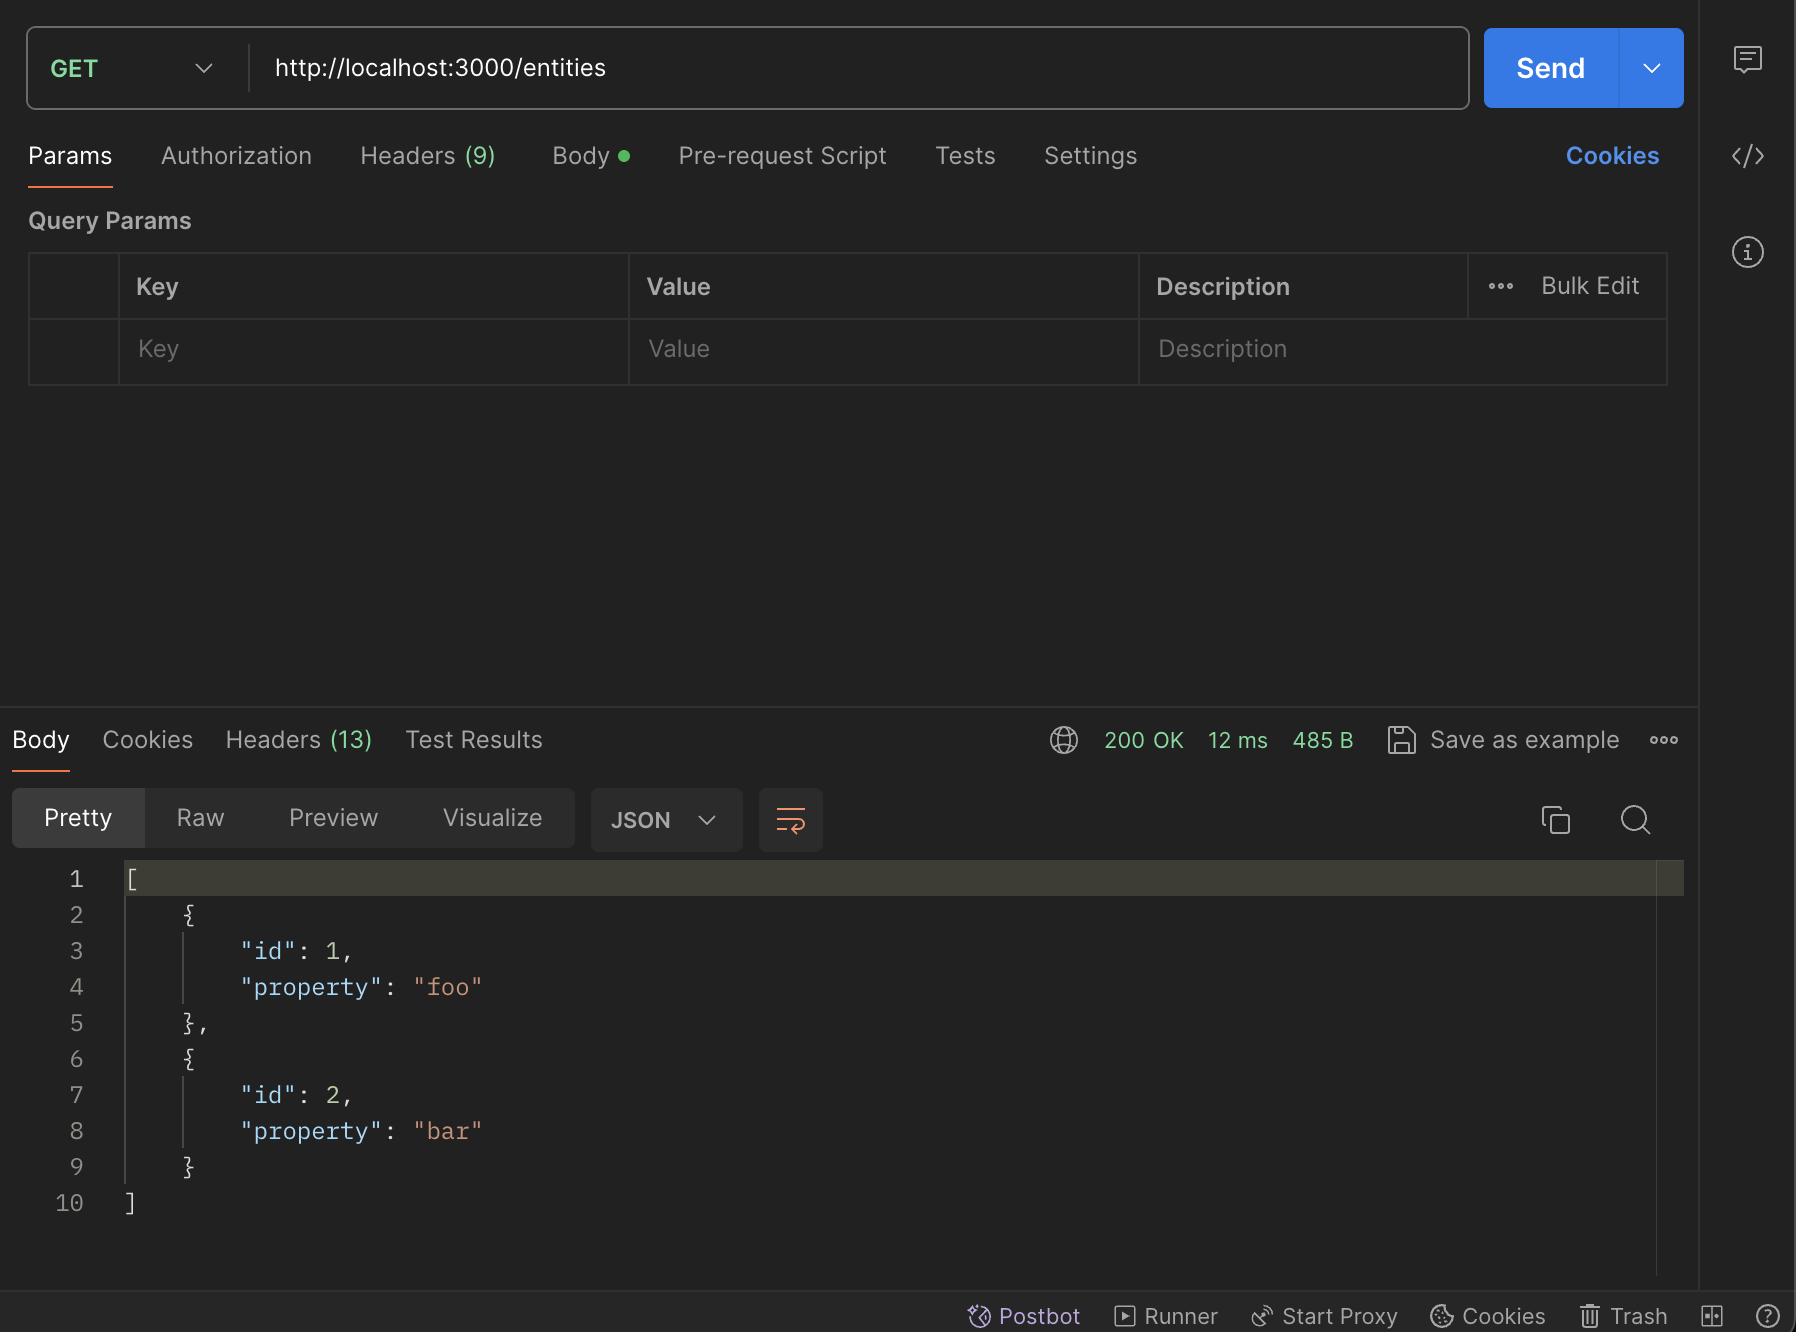 GET http://localhost:3000/entities Send
Params Authorization Headers (9) Body Pre-request Script Tests Settings Cookies
Query Params
Key Value Description Bulk Edit
Key Value Description
Body Cookies Headers (13) Test Results 200 OK 12 ms 485 B Save as example
Pretty Raw Preview Visualize JSON
1 [
2 {
3 "id": 1,
4 "property": "foo"
5 },
6 {
7 "id": 2,
8 "property": "bar"
9 }
10 ]
Postbot Runner Start Proxy Cookies Trash